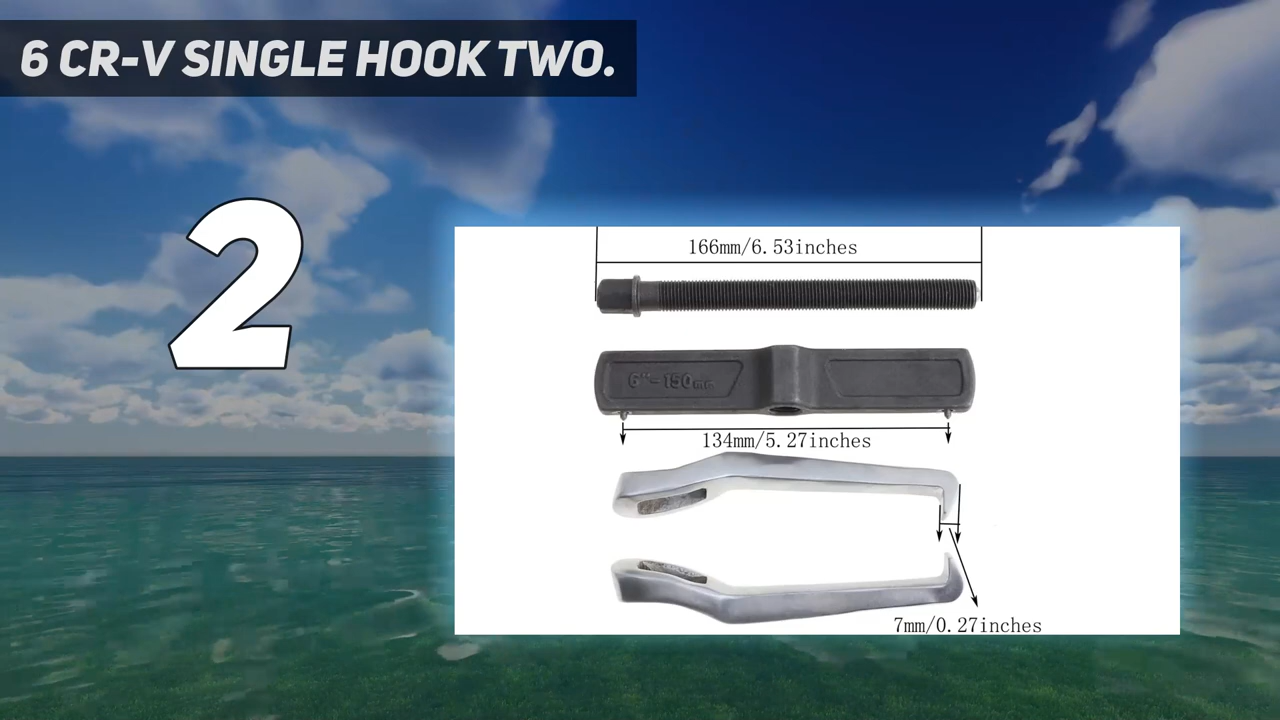 6 CR-V SINGLE HOOK TWO.
2
166mm/6.53inches
6"-150mm
134mm/5.27inches
7mm/0.27inches